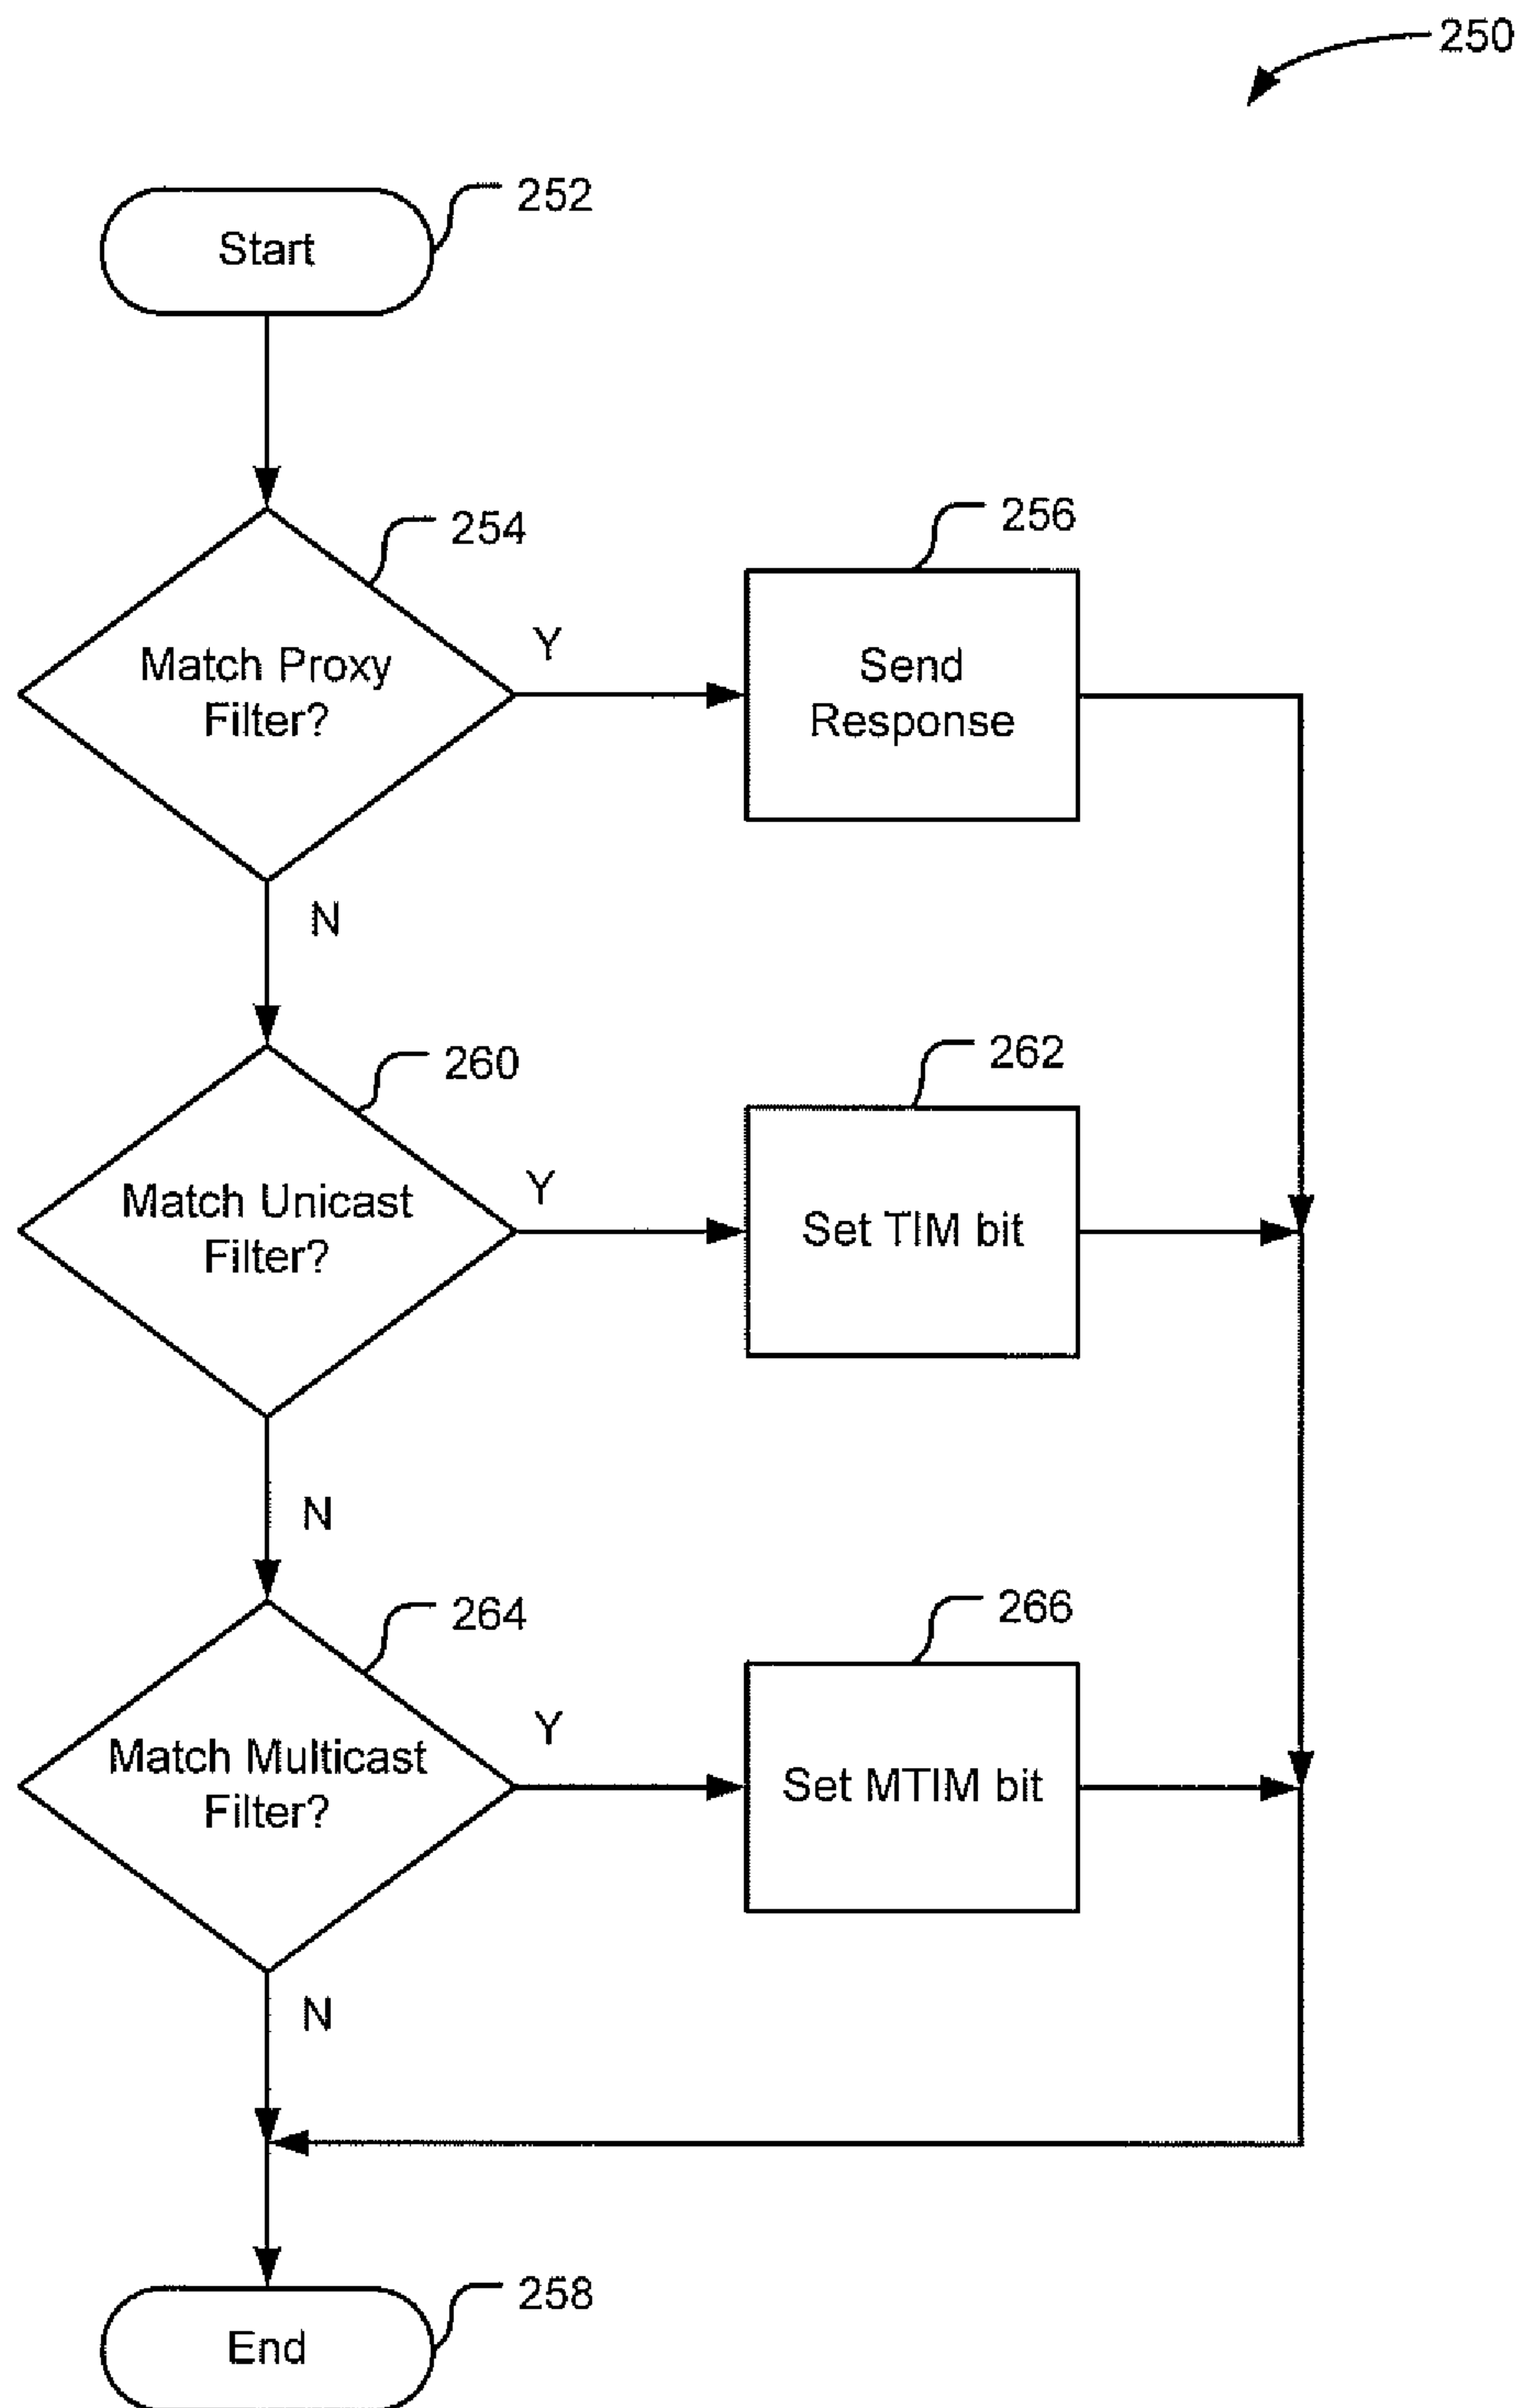 250
252
Start
254
256
Match Proxy
Filter?
Y
Send
Response
N
260
262
Match Unicast
Filter?
Y
Set TIM bit
N
264
266
Match Multicast
Filter?
Y
Set MTIM bit
N
258
End